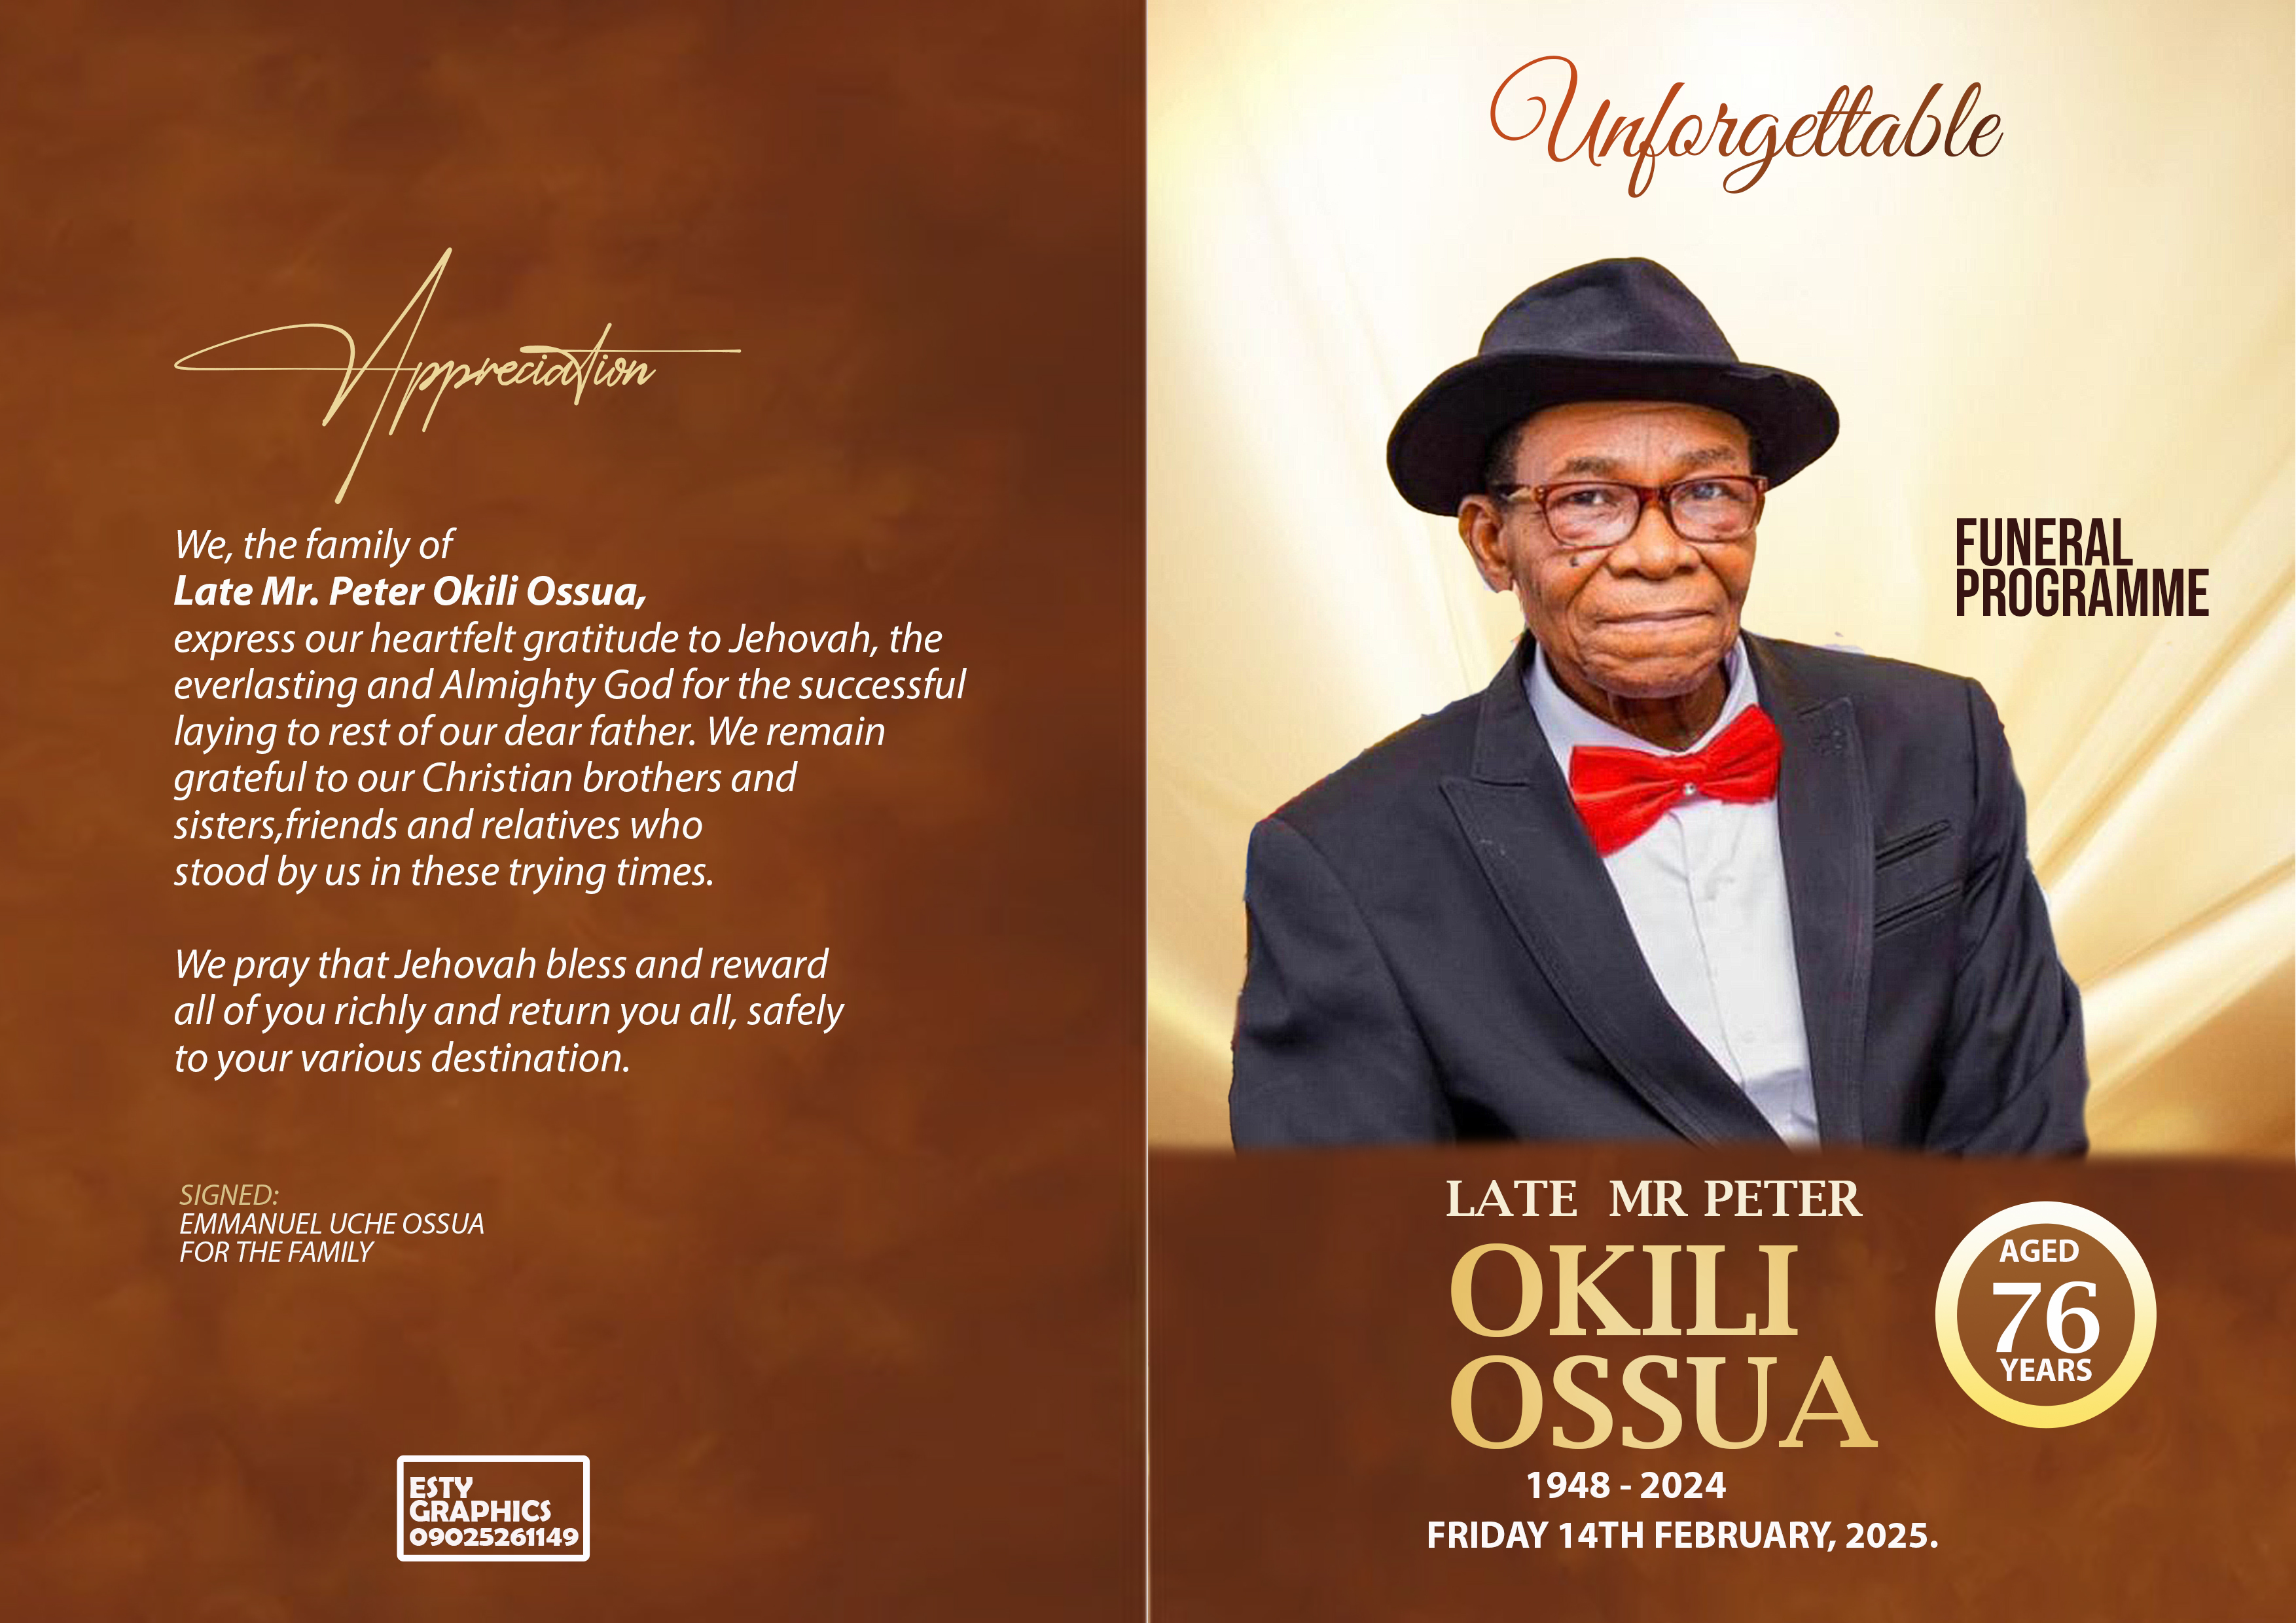 Appreciation
We, the family of
Late Mr. Peter Okili Ossua,
express our heartfelt gratitude to Jehovah, the
everlasting and Almighty God for the successful
laying to rest of our dear father. We remain
grateful to our Christian brothers and
sisters,friends and relatives who
stood by us in these trying times.
We pray that Jehovah bless and reward
all of you richly and return you all, safely
to your various destination.
SIGNED:
EMMANUEL UCHE OSSUA
FOR THE FAMILY
ESTY
GRAPHICS
09025261149
Unforgettable
FUNERAL
PROGRAMME
LATE MR PETER
OKILI
OSSUA
AGED
76
YEARS
1948 - 2024
FRIDAY 14TH FEBRUARY, 2025.